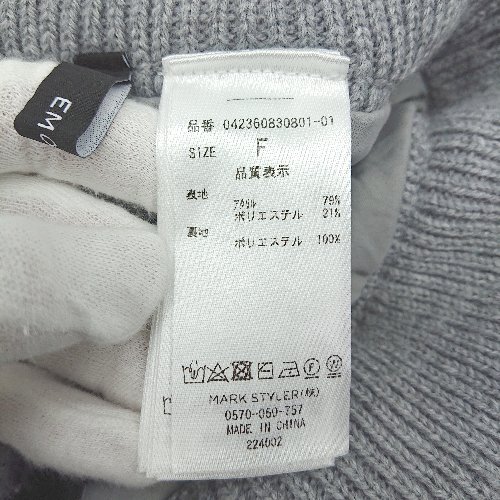 EMO
品番 042360830801-01
SIZE F
品質表示
表地 アクリル 79%
ポリエステル 21%
裏地 ポリエステル 100%
MARK STYLER(株)
0570-060-757
MADE IN CHINA
224002